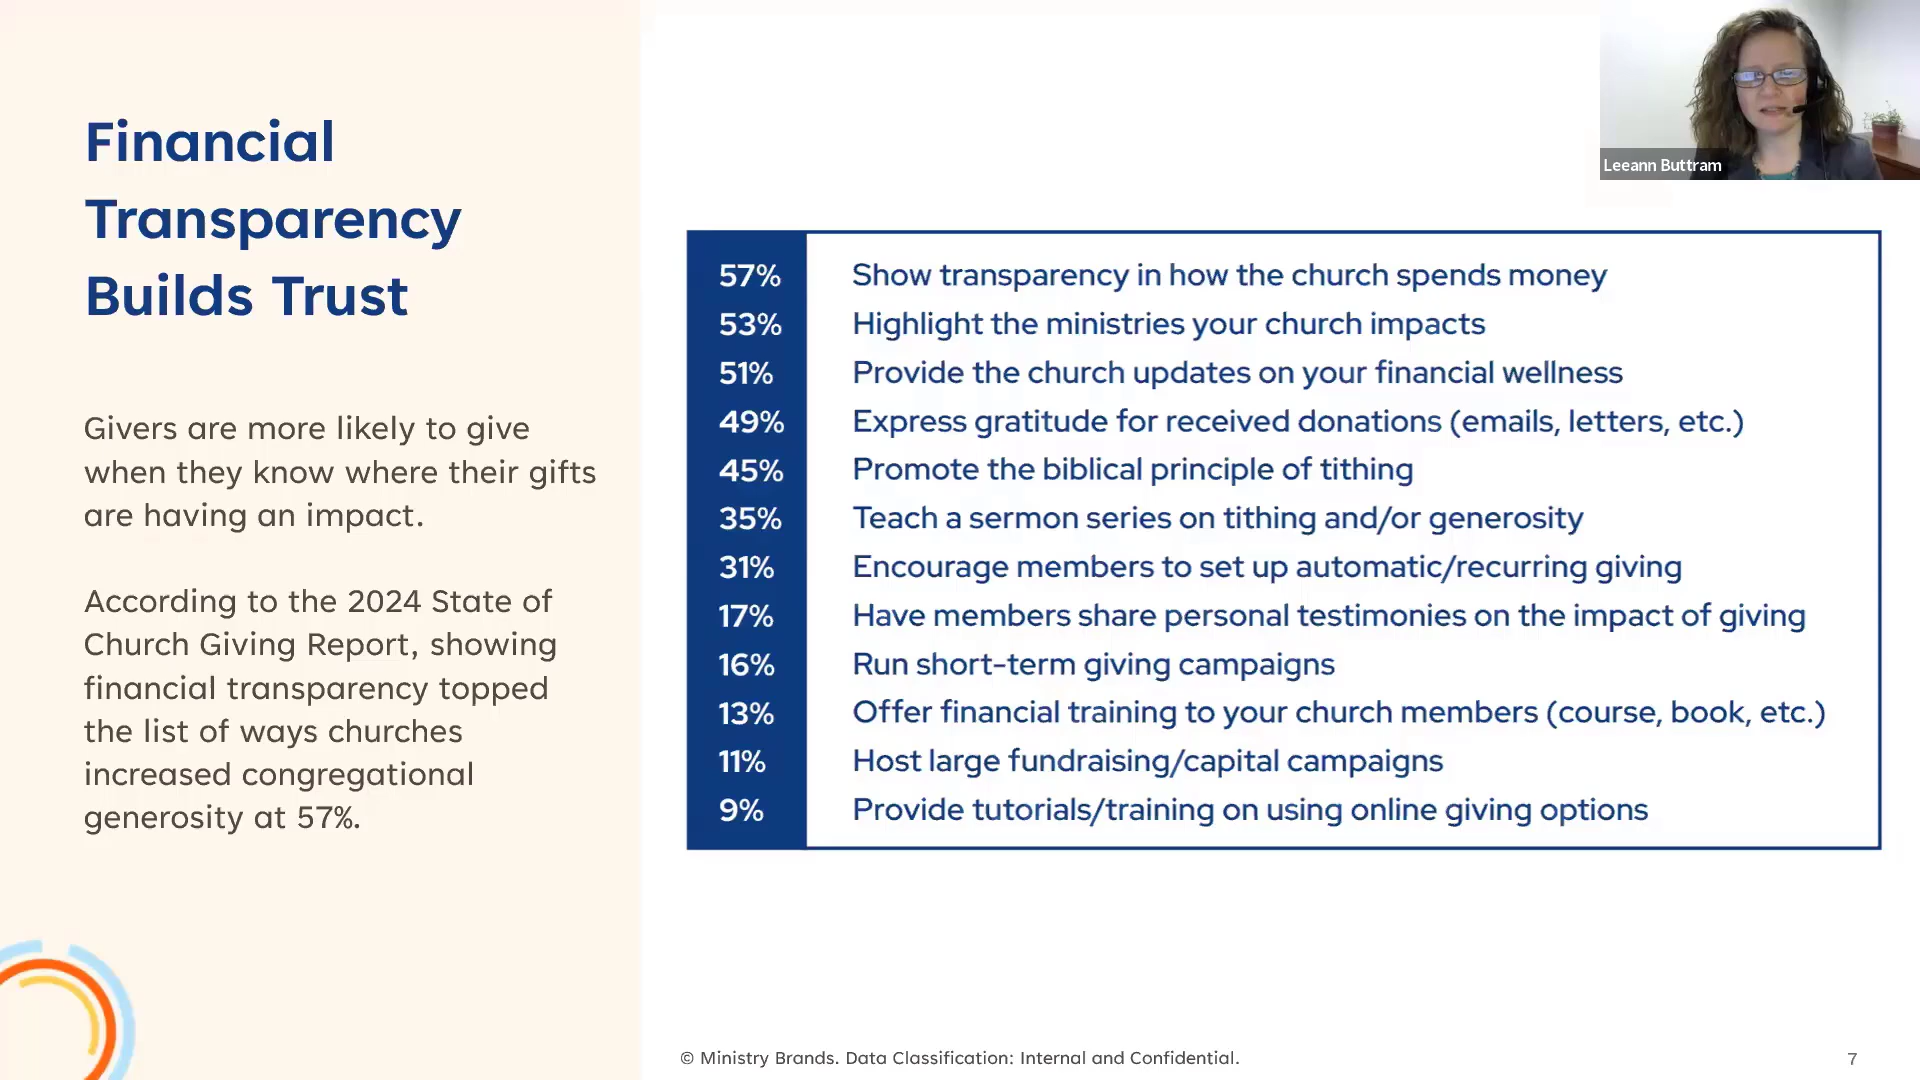 Financial
Transparency
Builds Trust
Givers are more likely to give
when they know where their gifts
are having an impact.
According to the 2024 State of
Church Giving Report, showing
financial transparency topped
the list of ways churches
increased congregational
generosity at 57%.
Leeann Buttram
57% Show transparency in how the church spends money
53% Highlight the ministries your church impacts
51% Provide the church updates on your financial wellness
49% Express gratitude for received donations (emails, letters, etc.)
45% Promote the biblical principle of tithing
35% Teach a sermon series on tithing and/or generosity
31% Encourage members to set up automatic/recurring giving
17% Have members share personal testimonies on the impact of giving
16% Run short-term giving campaigns
13% Offer financial training to your church members (course, book, etc.)
11% Host large fundraising/capital campaigns
9% Provide tutorials/training on using online giving options
© Ministry Brands. Data Classification: Internal and Confidential.
7